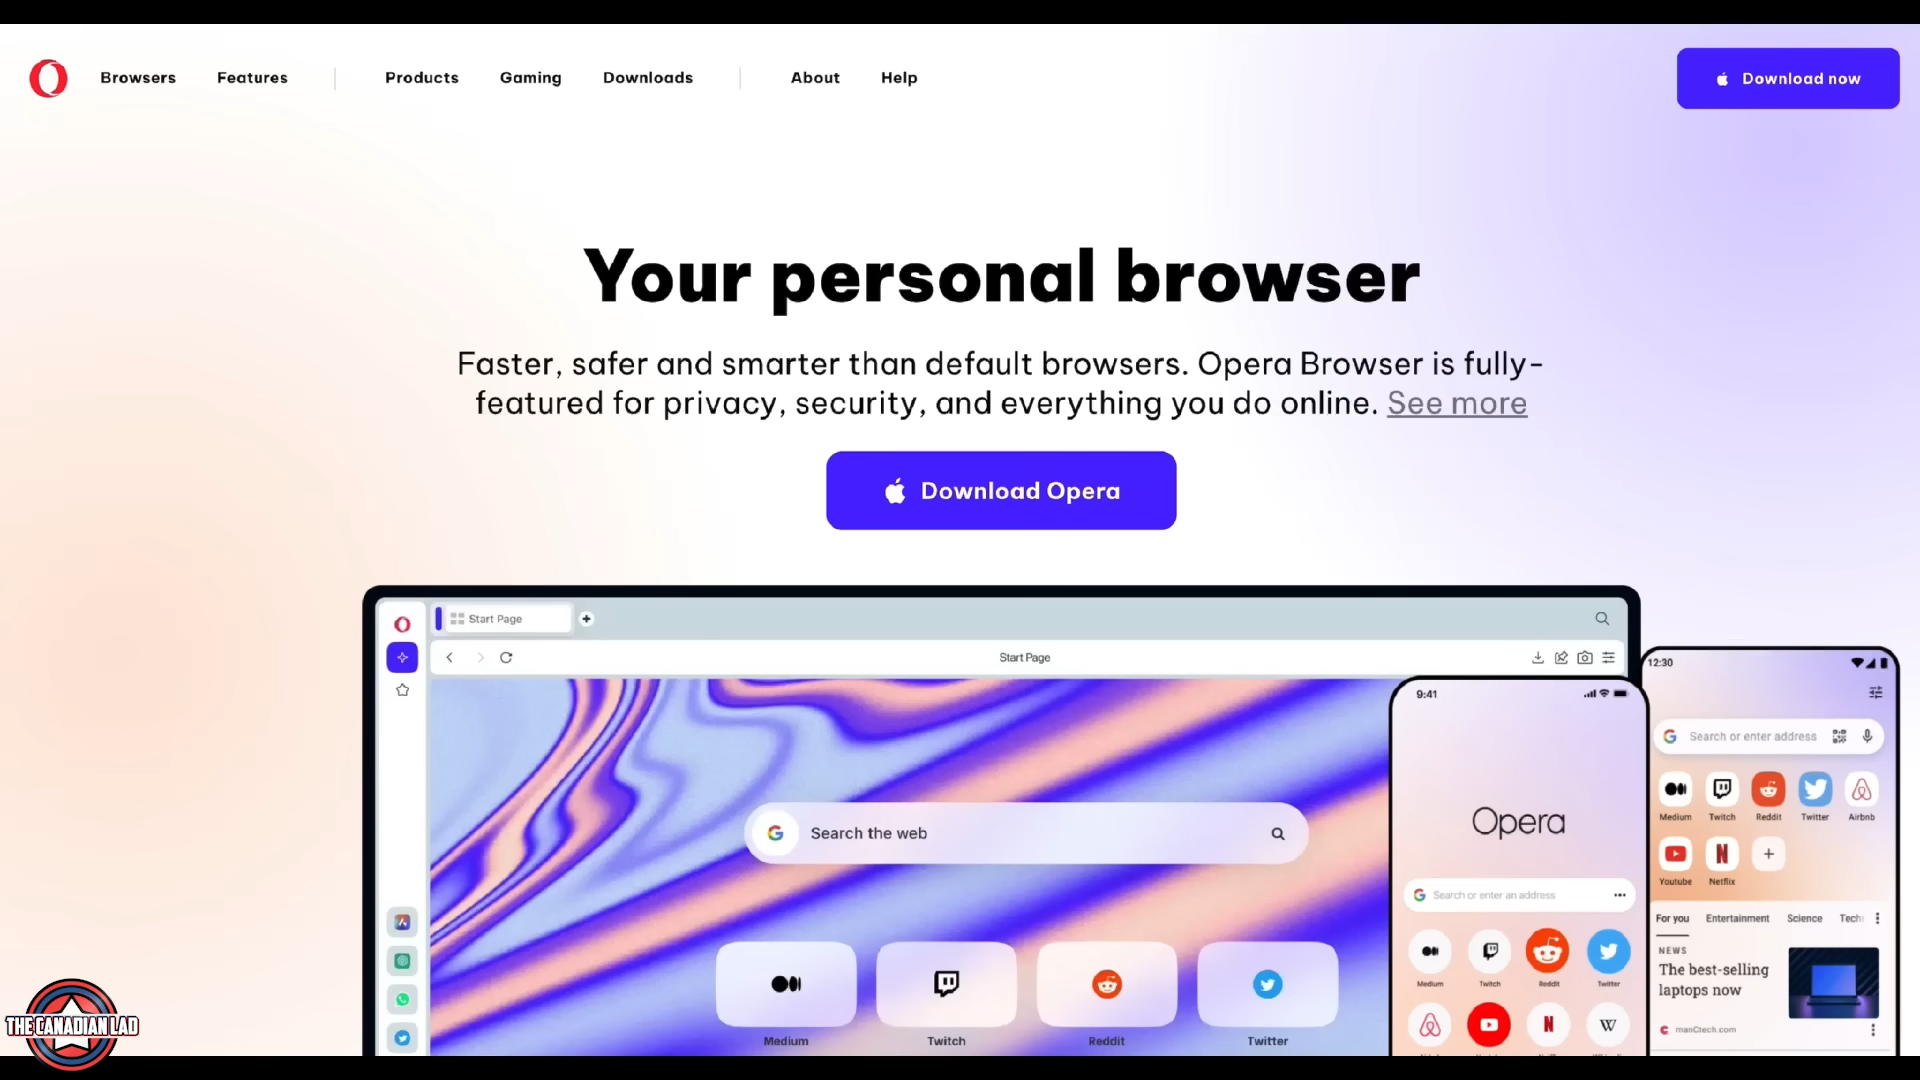 Browsers
Features
Products
Gaming
Downloads
About
Help
Download now
Your personal browser
Faster, safer and smarter than default browsers. Opera Browser is fully-
featured for privacy, security, and everything you do online. See more
Download Opera
Start Page
Start Page
Search the web
Medium
Twitch
Reddit
Twitter
9:41
Opera
Search or enter an address
Medium
Twitch
Reddit
Twitter
N
W
12:30
Search or enter address
Medium
Twitch
Reddit
Twitter
Airbnb
Youtube
N
Netflix
For you
Entertainment
Science
Tech
NEWS
The best-selling
laptops now
manCtech.com
THE CANADIAN LAD